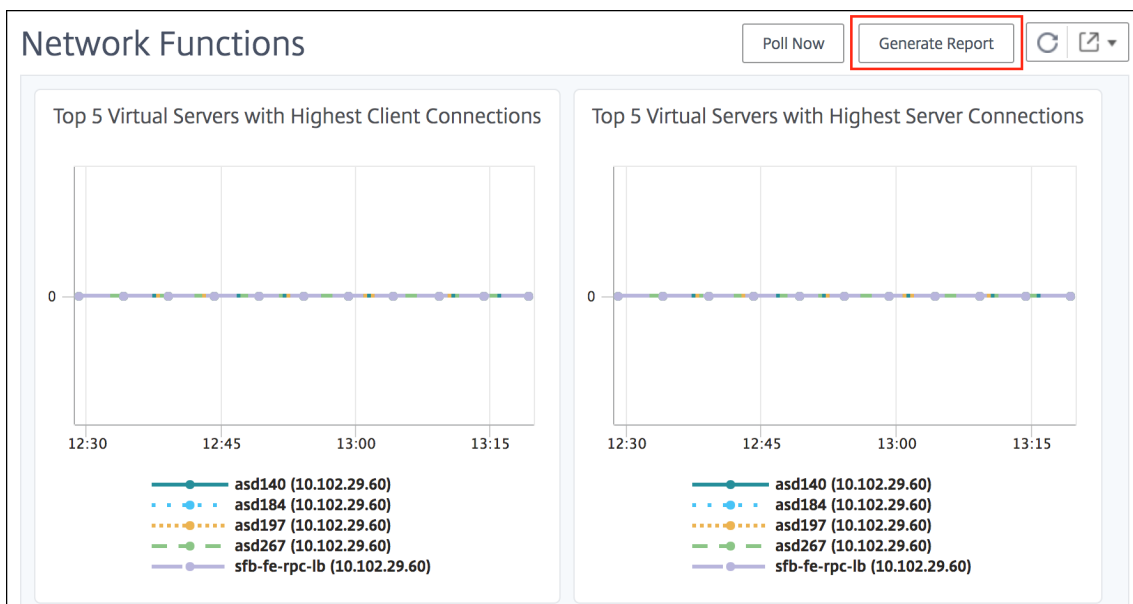 Network Functions
Poll Now
Generate Report
Top 5 Virtual Servers with Highest Client Connections
0
12:30 12:45 13:00 13:15
asd140 (10.102.29.60)
asd184 (10.102.29.60)
asd197 (10.102.29.60)
asd267 (10.102.29.60)
sfb-fe-rpc-lb (10.102.29.60)
Top 5 Virtual Servers with Highest Server Connections
0
12:30 12:45 13:00 13:15
asd140 (10.102.29.60)
asd184 (10.102.29.60)
asd197 (10.102.29.60)
asd267 (10.102.29.60)
sfb-fe-rpc-lb (10.102.29.60)